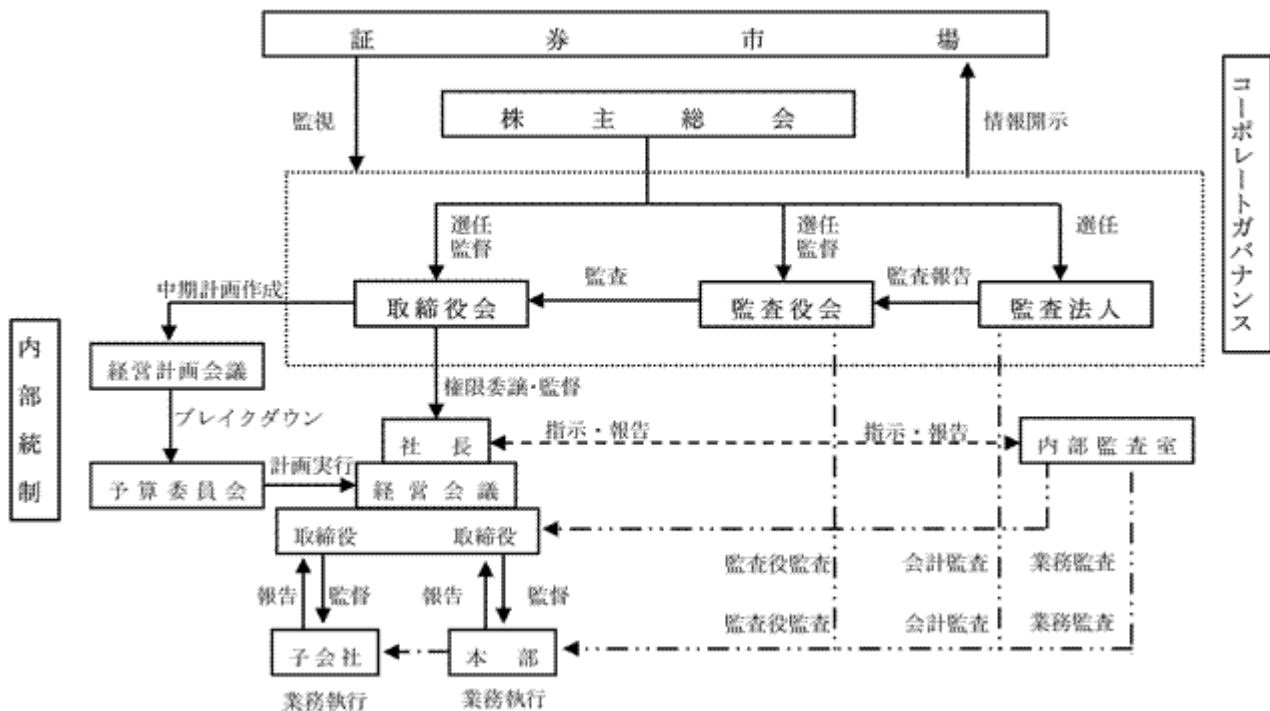 証券市場
監視
株主総会
情報開示
コーポレートガバナンス
選任
監督
選任
監督
選任
中期計画作成
取締役会
監査
監査役会
監査報告
監査法人
内部統制
経営計画会議
権限委譲・監督
ブレイクダウン
社長
指示・報告
指示・報告
内部監査室
予算委員会
計画実行
経営会議
取締役 取締役
監査役監査 会計監査 業務監査
報告 監督 報告 監督
監査役監査 会計監査 業務監査
子会社 本部
業務執行 業務執行